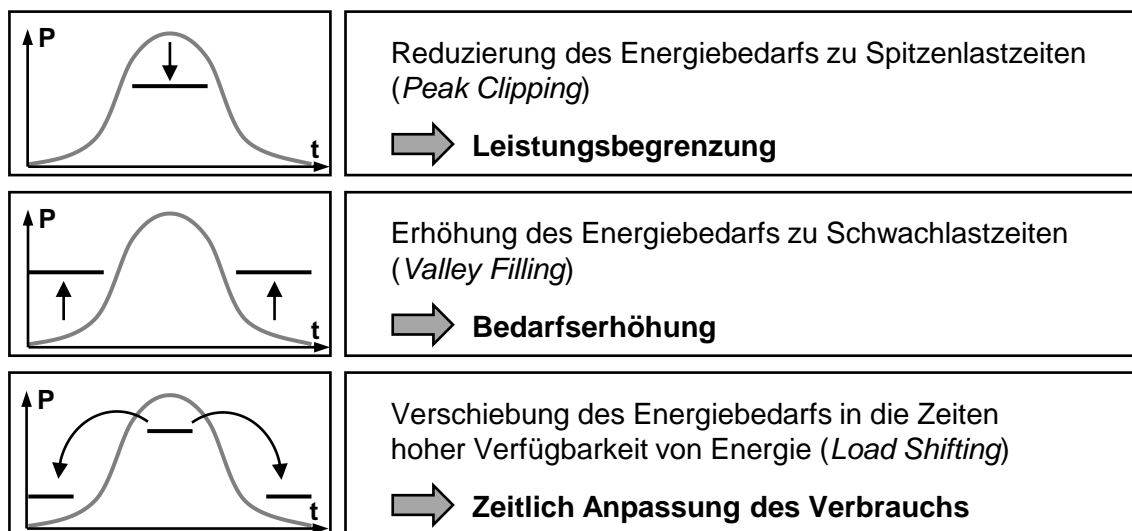 P
t
Reduzierung des Energiebedarfs zu Spitzenlastzeiten
(Peak Clipping)
Leistungsbegrenzung
P
t
Erhöhung des Energiebedarfs zu Schwachlastzeiten
(Valley Filling)
Bedarfserhöhung
P
t
Verschiebung des Energiebedarfs in die Zeiten
hoher Verfügbarkeit von Energie (Load Shifting)
Zeitlich Anpassung des Verbrauchs